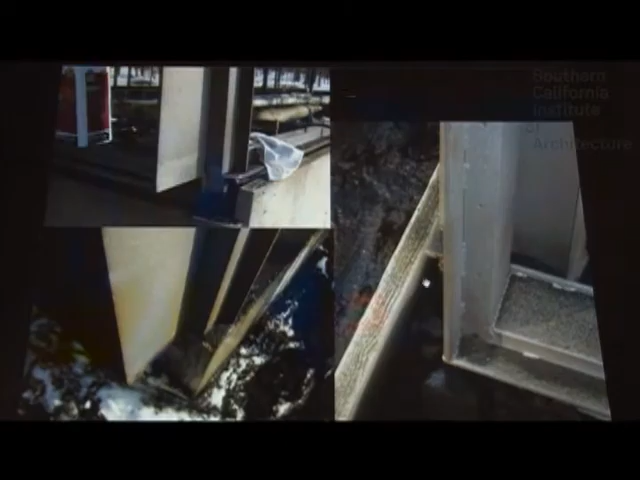 Southern
California
Institute
of
Architecture